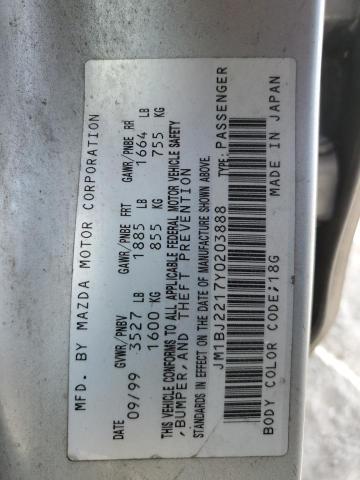 MFD. BY MAZDA MOTOR CORPORATION
DATE GVWR/PNBV GAWR/PNBE FRT GAWR/PNBE RR
09/99 3527 LB 1885 LB 1664 LB
1600 KG 855 KG 755 KG
THIS VEHICLE CONFORMS TO ALL APPLICABLE FEDERAL MOTOR VEHICLE SAFETY
,BUMPER, AND THEFT PREVENTION
STANDARDS IN EFFECT ON THE DATE OF MANUFACTURE SHOWN ABOVE.
JM1BJ2217Y0203888 TYPE:PASSENGER
BODY COLOR CODE;18G MADE IN JAPAN